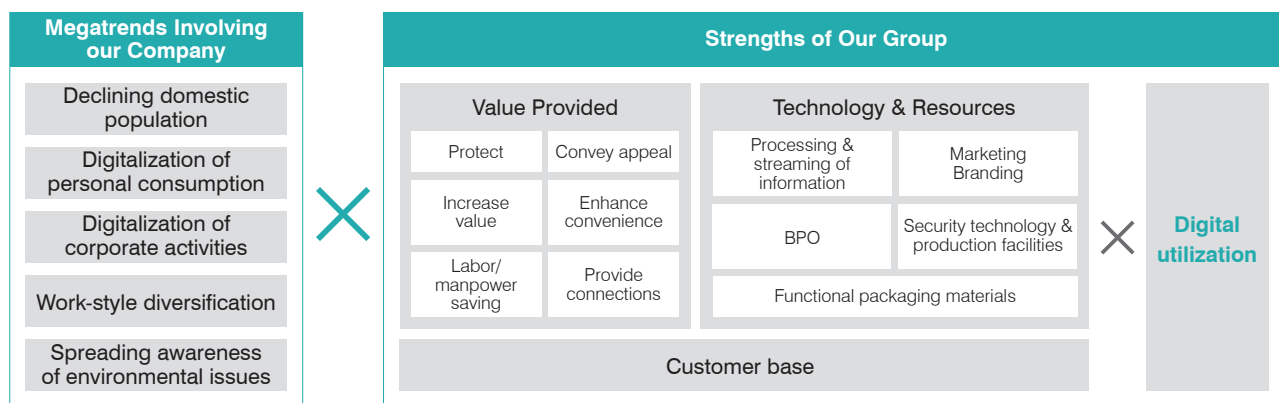 Megatrends Involving
our Company
Declining domestic
population
Digitalization of
personal consumption
Digitalization of
corporate activities
Work-style diversification
Spreading awareness
of environmental issues
Strengths of Our Group
Value Provided
Protect
Convey appeal
Increase
value
Enhance
convenience
Labor/
manpower
saving
Provide
connections
Technology & Resources
Processing &
streaming of
information
Marketing
Branding
BPO
Security technology &
production facilities
Functional packaging materials
Customer base
Digital
utilization